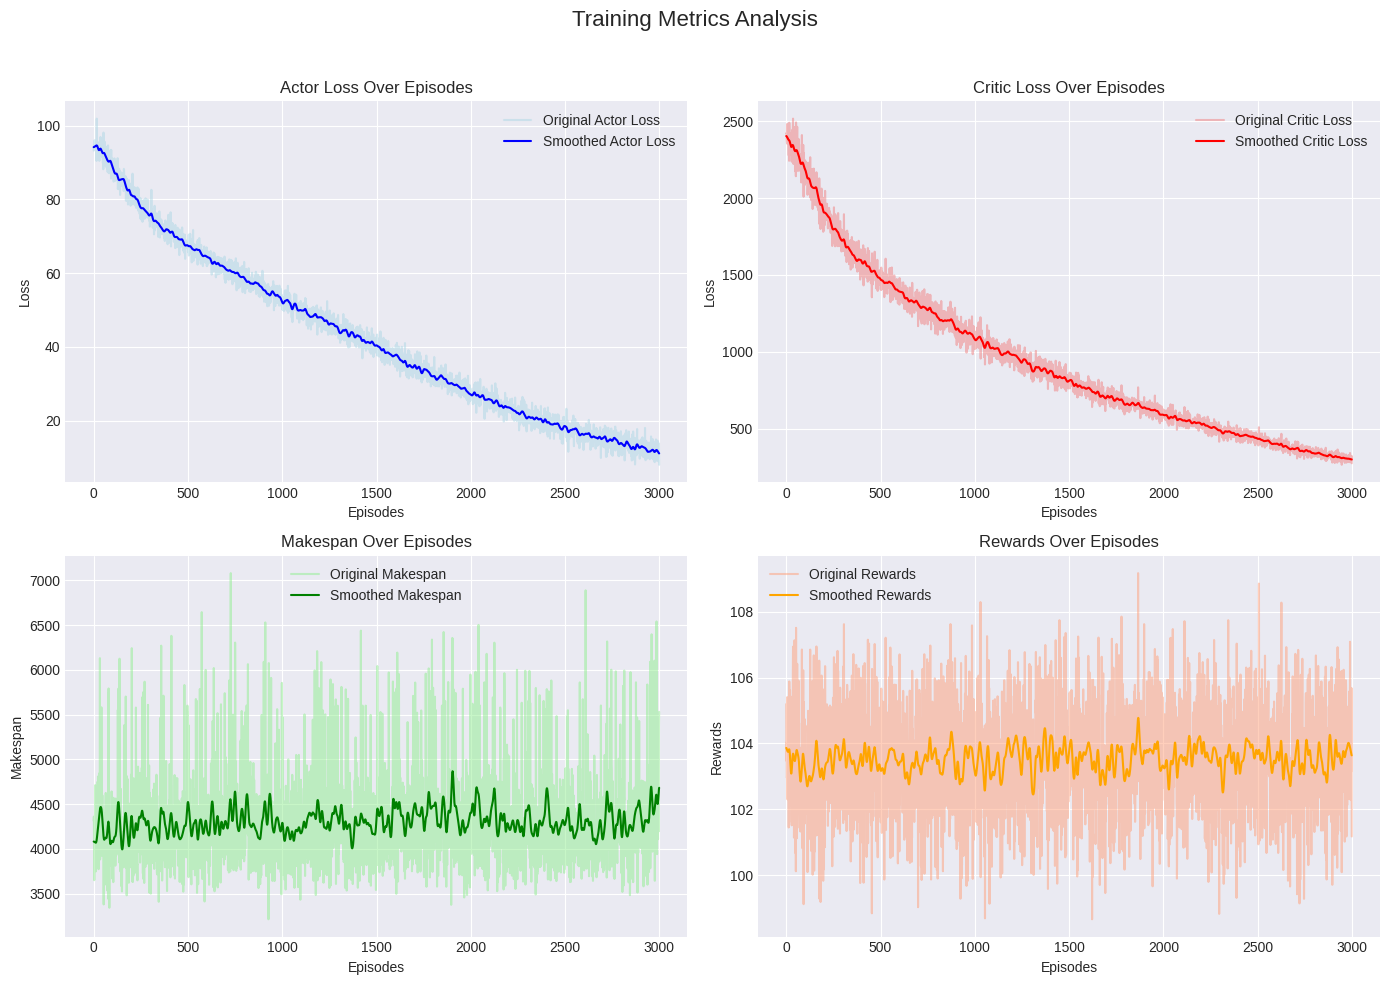 Training Metrics Analysis
Actor Loss Over Episodes
Original Actor Loss
Smoothed Actor Loss
Loss
100
80
60
40
20
0 500 1000 1500 2000 2500 3000
Episodes
Critic Loss Over Episodes
Original Critic Loss
Smoothed Critic Loss
Loss
2500
2000
1500
1000
500
0 500 1000 1500 2000 2500 3000
Episodes
Makespan Over Episodes
Original Makespan
Smoothed Makespan
Makespan
7000
6500
6000
5500
5000
4500
4000
3500
0 500 1000 1500 2000 2500 3000
Episodes
Rewards Over Episodes
Original Rewards
Smoothed Rewards
Rewards
108
106
104
102
100
0 500 1000 1500 2000 2500 3000
Episodes